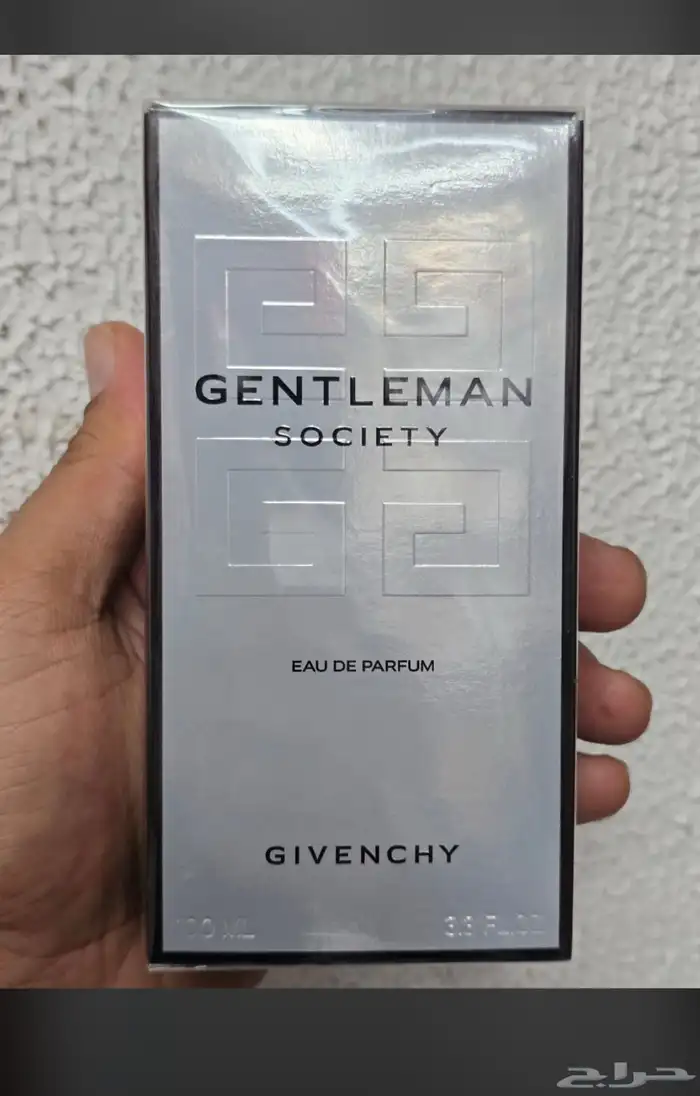 GENTLEMAN
SOCIETY
EAU DE PARFUM
GIVENCHY
100 ML 3.3 FL.OZ
حراج